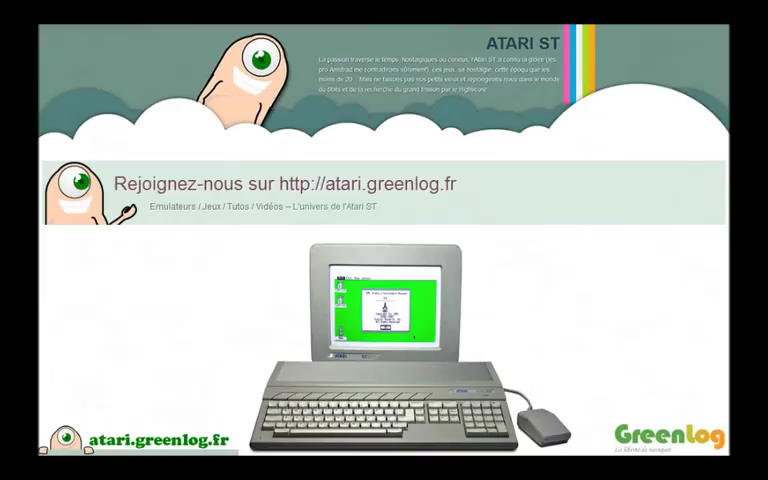 ATARI ST
La passion traverse le temps. Nostalgiques ou curieux, l'Atari ST a connu la gloire (les
pro Amstrad me contradirons sûrement), ces jeux, sa nostalgie, cette époque que les
moins de 20... Mais ne faisons pas nos petits vieux et replongeons nous dans le monde
du 8bits et de la recherche du grand frisson par le Highscore
Rejoignez-nous sur http://atari.greenlog.fr
Emulateurs / Jeux / Tutos / Vidéos – L'univers de l'Atari ST
ATARI
atari.greenlog.fr
Greenlog
La liberté de